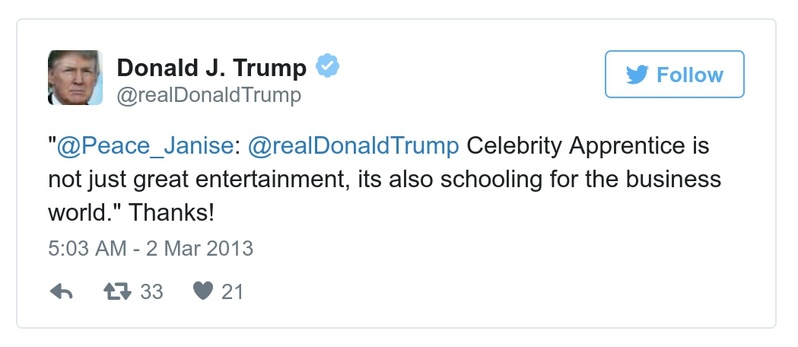 Donald J. Trump
@realDonaldTrump
Follow
"@Peace_Janise: @realDonaldTrump Celebrity Apprentice is
not just great entertainment, its also schooling for the business
world." Thanks!
5:03 AM - 2 Mar 2013
33 21